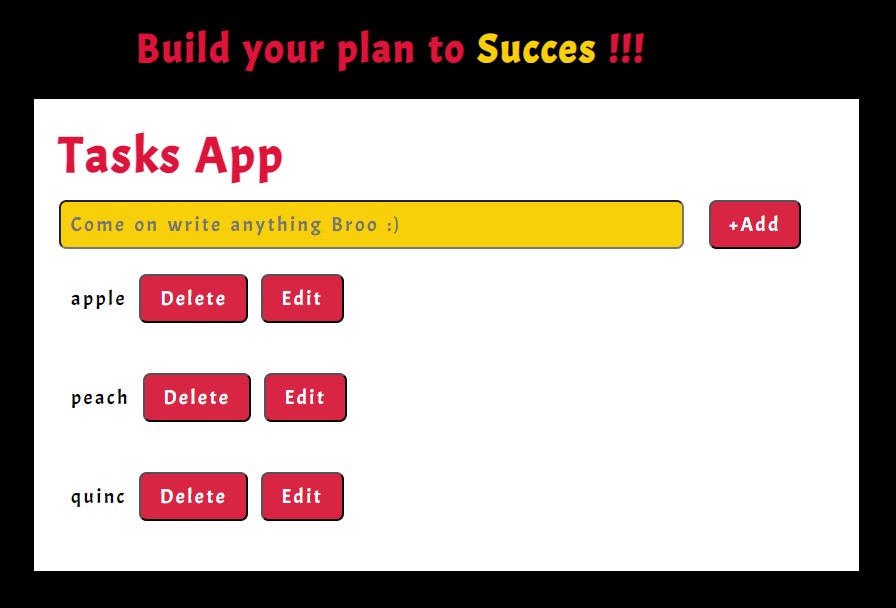 Build your plan to Succes !!!
Tasks App
Come on write anything Broo :) +Add
apple Delete Edit
peach Delete Edit
quinc Delete Edit